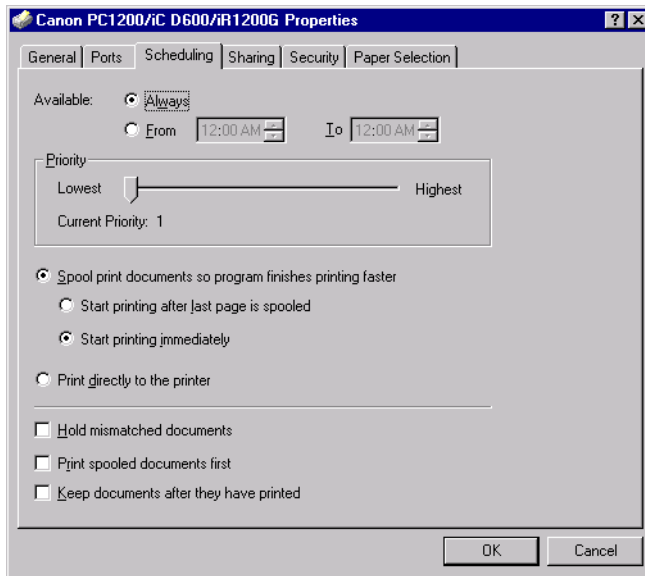 Canon PC1200/iC D600/iR1200G Properties
General Ports Scheduling Sharing Security Paper Selection
Available: Always
From 12:00 AM To 12:00 AM
Priority
Lowest Highest
Current Priority: 1
Spool print documents so program finishes printing faster
Start printing after last page is spooled
Start printing immediately
Print directly to the printer
Hold mismatched documents
Print spooled documents first
Keep documents after they have printed
OK Cancel